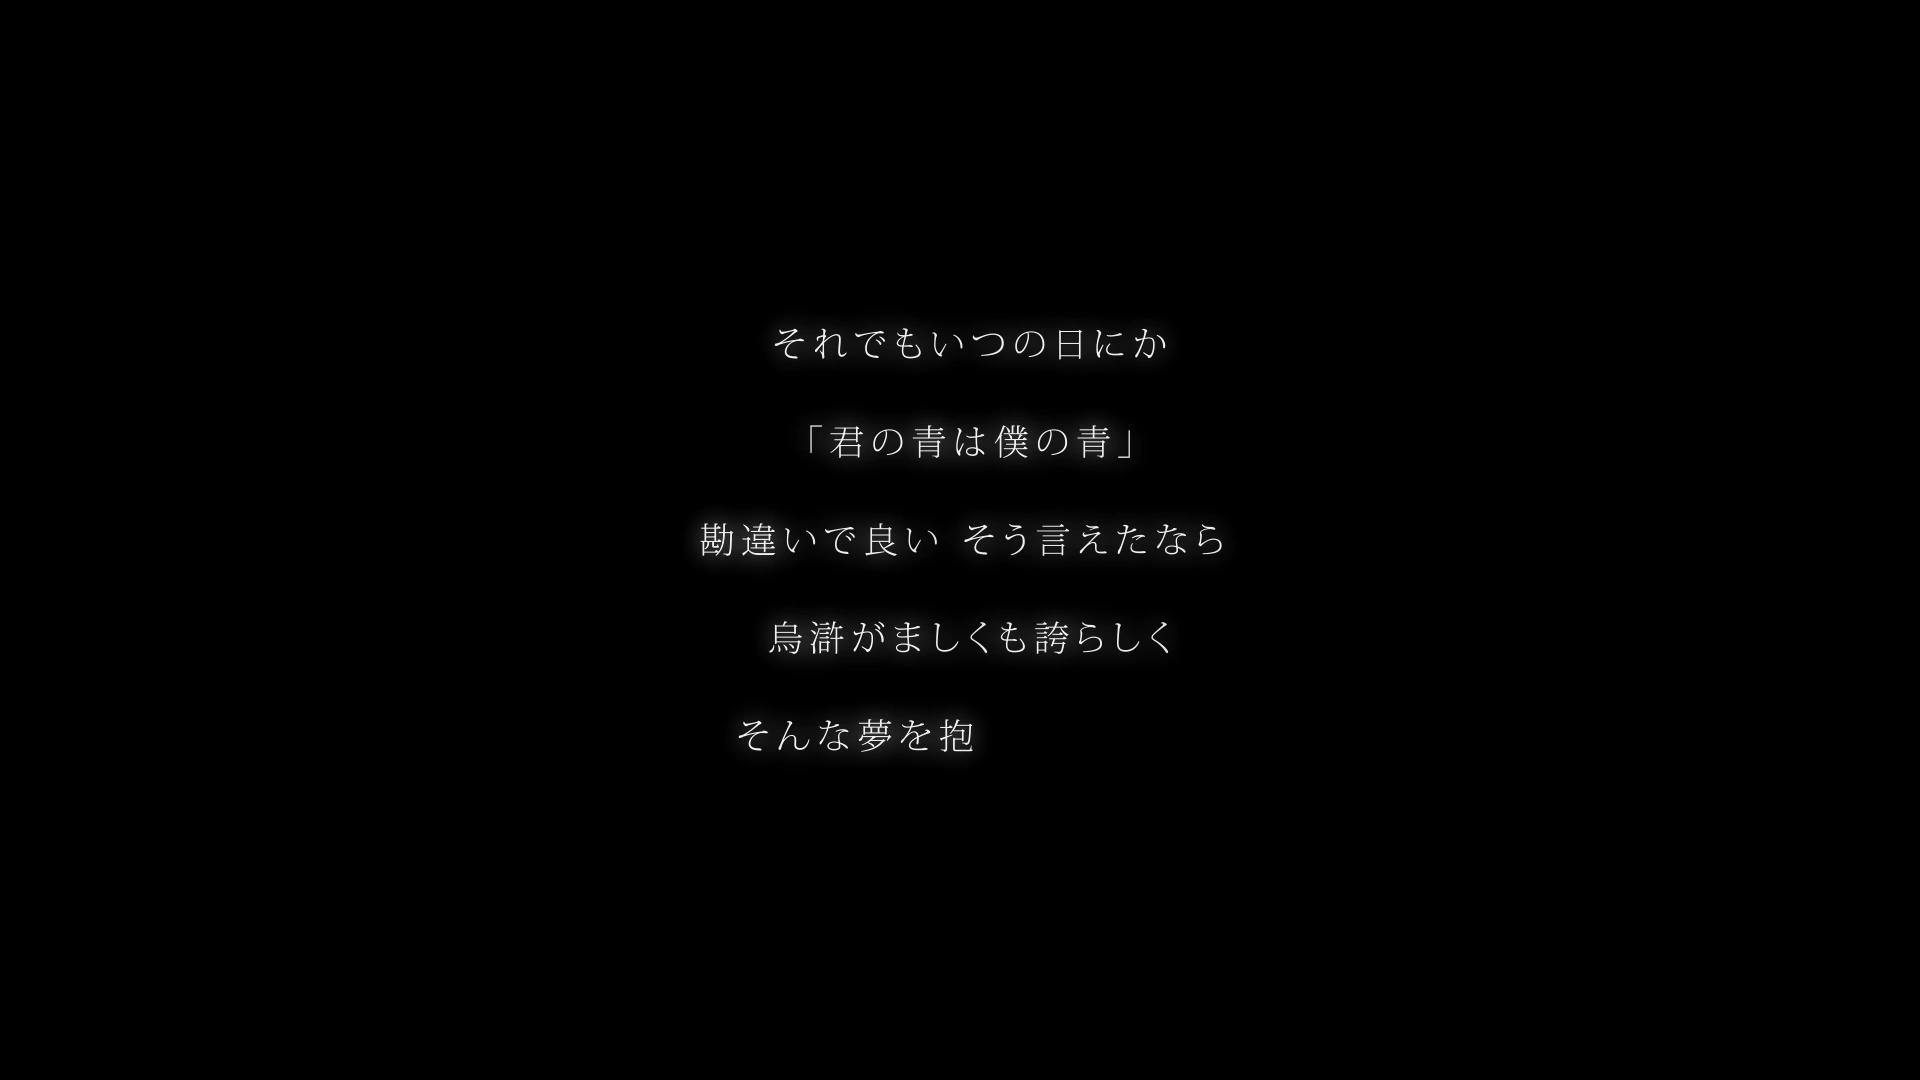 それでもいつの日にか
「君の青は僕の青」
勘違いで良い そう言えたなら
烏滸がましくも誇らしく
そんな夢を抱